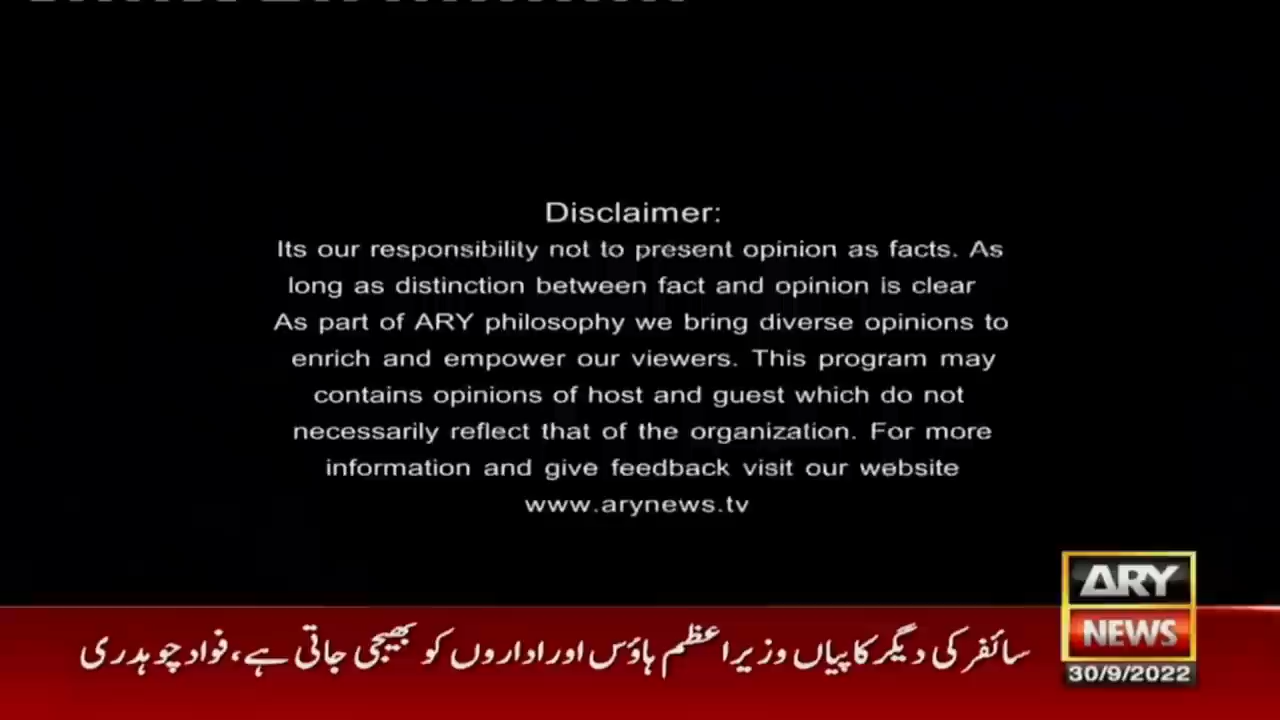 Disclaimer:
Its our responsibility not to present opinion as facts. As
long as distinction between fact and opinion is clear
As part of ARY philosophy we bring diverse opinions to
enrich and empower our viewers. This program may
contains opinions of host and guest which do not
necessarily reflect that of the organization. For more
information and give feedback visit our website
www.arynews.tv
ARY
NEWS
30/9/2022
سائفر کی دیگر کاپیاں وزیراعظم ہاؤس اور اداروں کو بھیجی جاتی ہے، فواد چوہدری